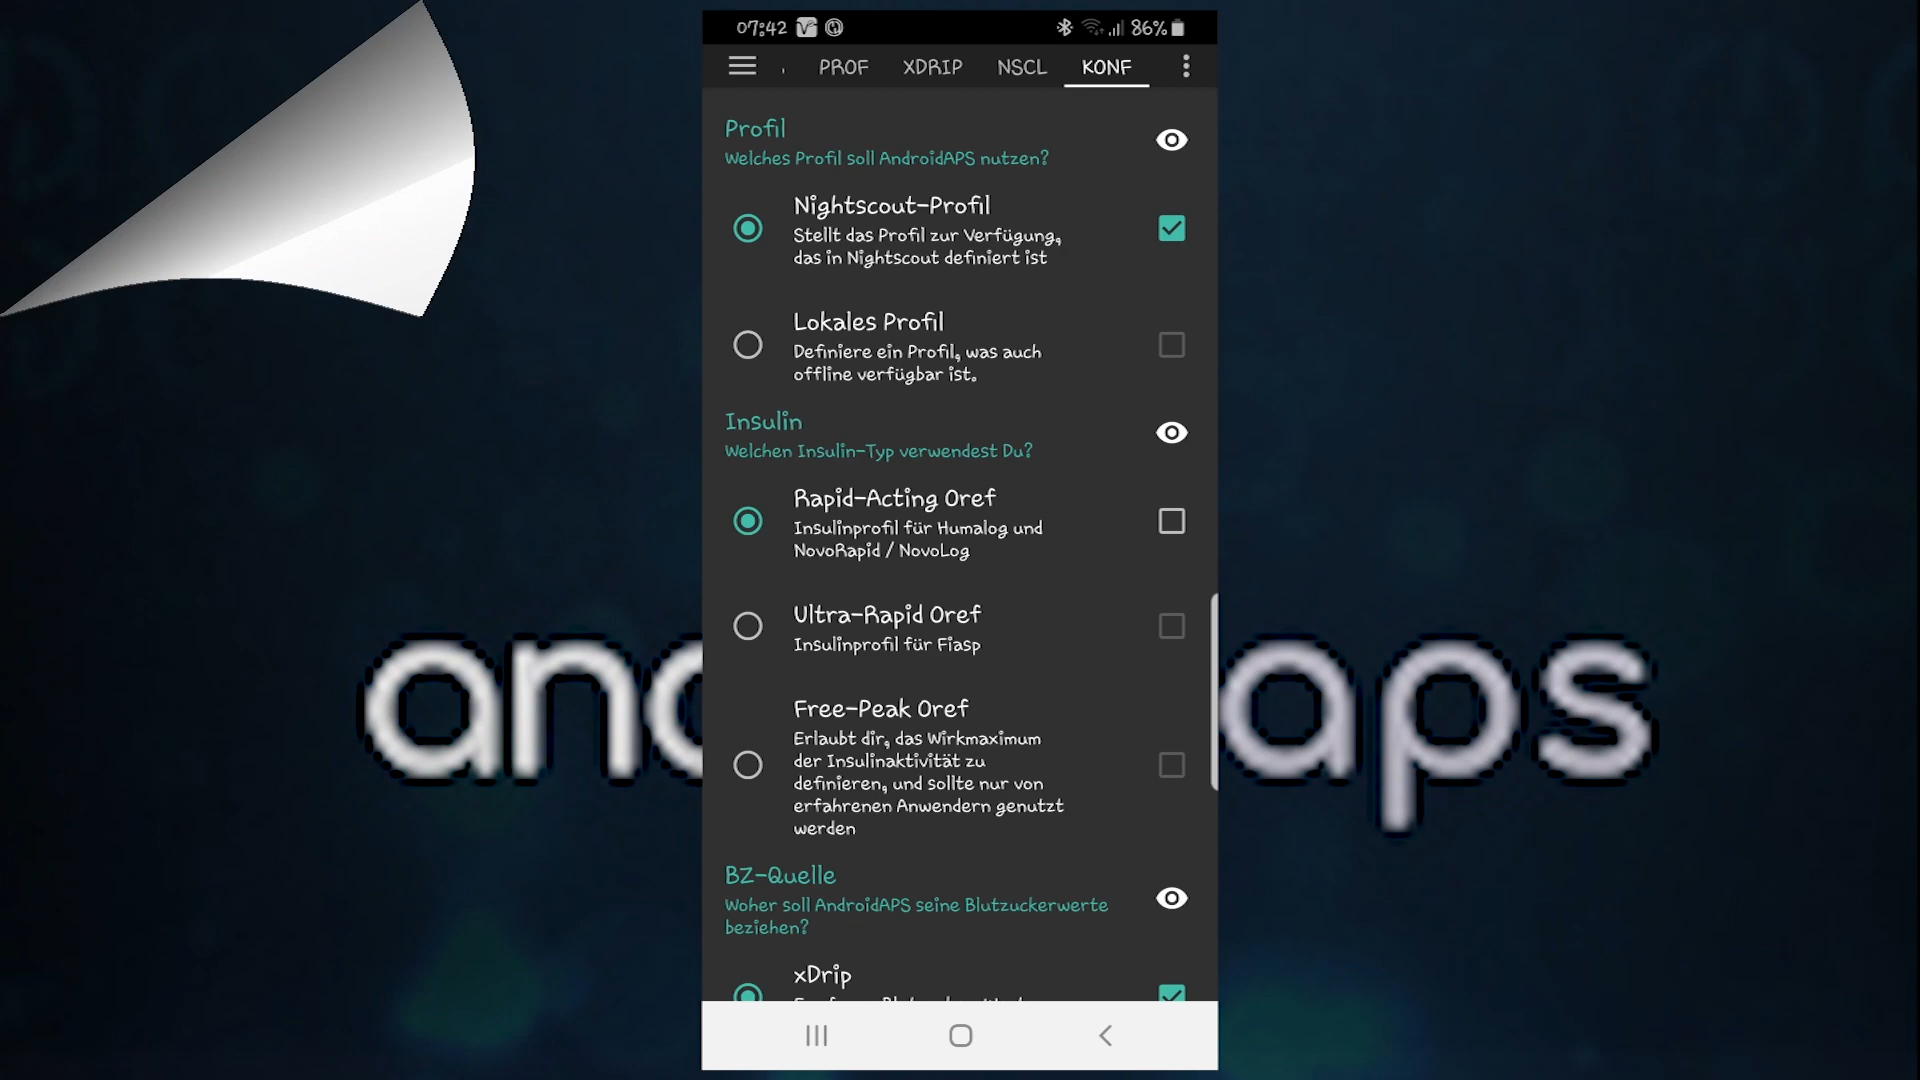 07:42 86%
PROF XDRIP NSCL KONF
Profil
Welches Profil soll AndroidAPS nutzen?
Nightscout-Profil
Stellt das Profil zur Verfügung,
das in Nightscout definiert ist
Lokales Profil
Definiere ein Profil, was auch
offline verfügbar ist.
Insulin
Welchen Insulin-Typ verwendest Du?
Rapid-Acting Oref
Insulinprofil für Humalog und
NovoRapid / NovoLog
Ultra-Rapid Oref
Insulinprofil für Fiasp
Free-Peak Oref
Erlaubt dir, das Wirkmaximum
der Insulinaktivität zu
definieren, und sollte nur von
erfahrenen Anwendern genutzt
werden
BZ-Quelle
Woher soll AndroidAPS seine Blutzuckerwerte
beziehen?
xDrip
an aps